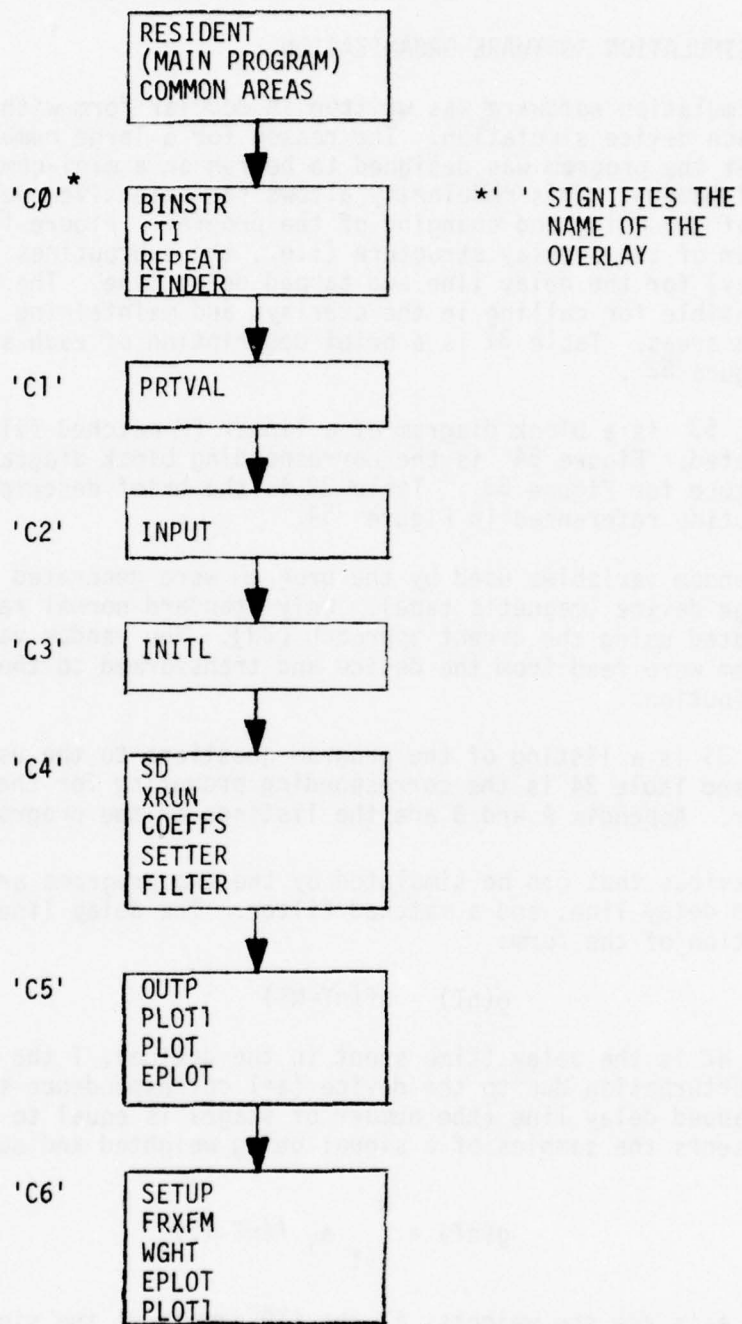 RESIDENT
(MAIN PROGRAM)
COMMON AREAS
'CØ'*
BINSTR
CTI
REPEAT
FINDER
*' ' SIGNIFIES THE
NAME OF THE
OVERLAY
'C1'
PRTVAL
'C2'
INPUT
'C3'
INITL
'C4'
SD
XRUN
COEFFS
SETTER
FILTER
'C5'
OUTP
PLOT1
PLOT
EPLOT
'C6'
SETUP
FRXFM
WGHT
EPLOT
PLOT1